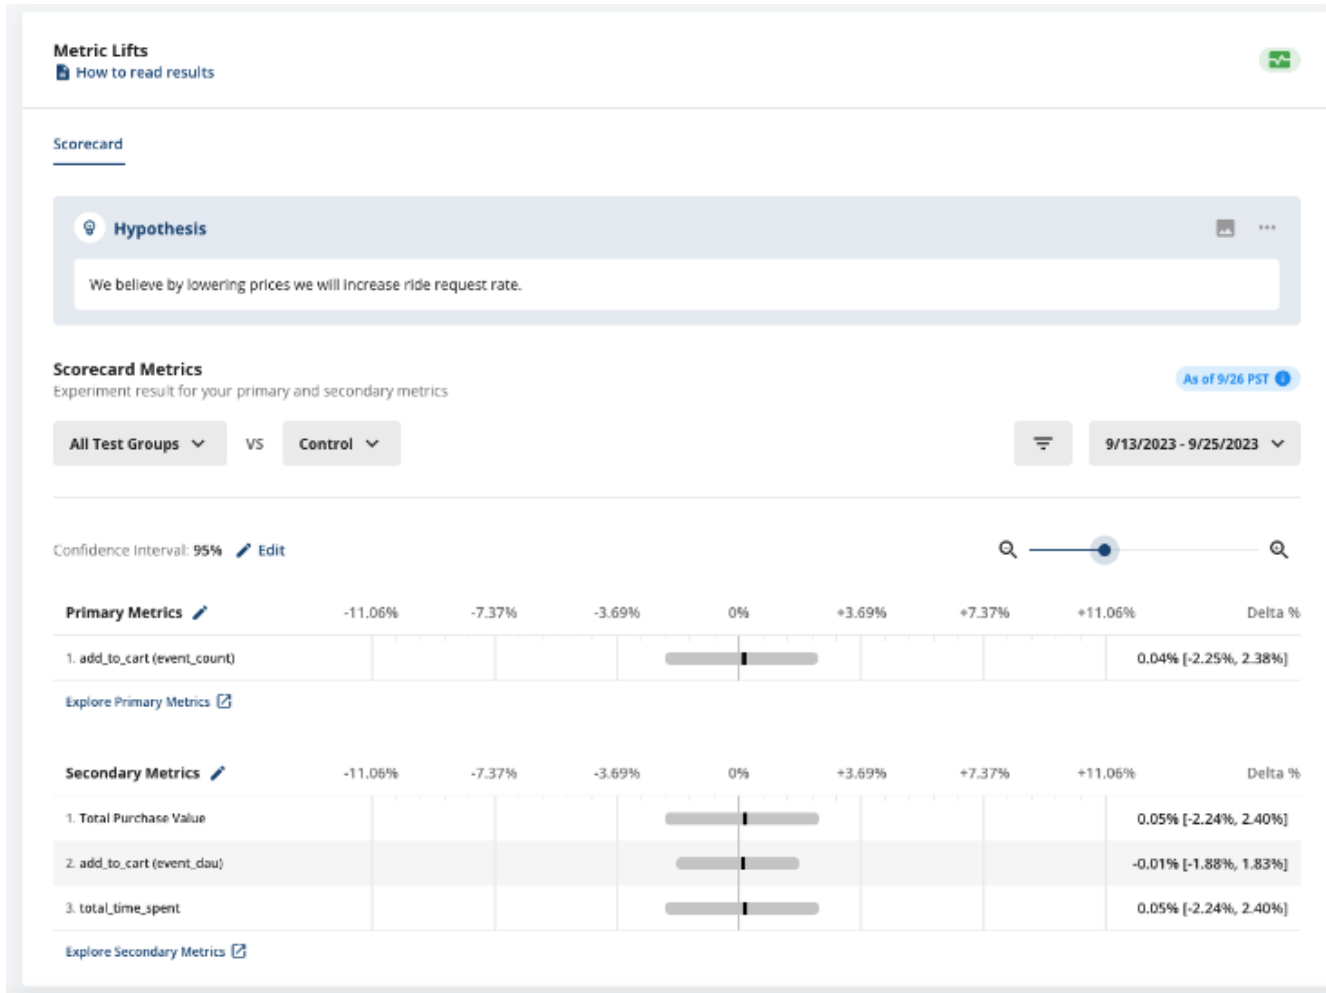 Metric Lifts
How to read results
Scorecard
Hypothesis
We believe by lowering prices we will increase ride request rate.
Scorecard Metrics
Experiment result for your primary and secondary metrics
As of 9/26 PST
All Test Groups VS Control 9/13/2023 - 9/25/2023
Confidence Interval: 95% Edit
Primary Metrics -11.06% -7.37% -3.69% 0% +3.69% +7.37% +11.06% Delta %
1. add_to_cart (event_count) 0.04% [-2.25%, 2.38%]
Explore Primary Metrics
Secondary Metrics -11.06% -7.37% -3.69% 0% +3.69% +7.37% +11.06% Delta %
1. Total Purchase Value 0.05% [-2.24%, 2.40%]
2. add_to_cart (event_dau) -0.01% [-1.88%, 1.83%]
3. total_time_spent 0.05% [-2.24%, 2.40%]
Explore Secondary Metrics